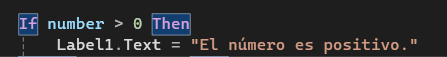 If number > 0 Then
Label1.Text = "El número es positivo."